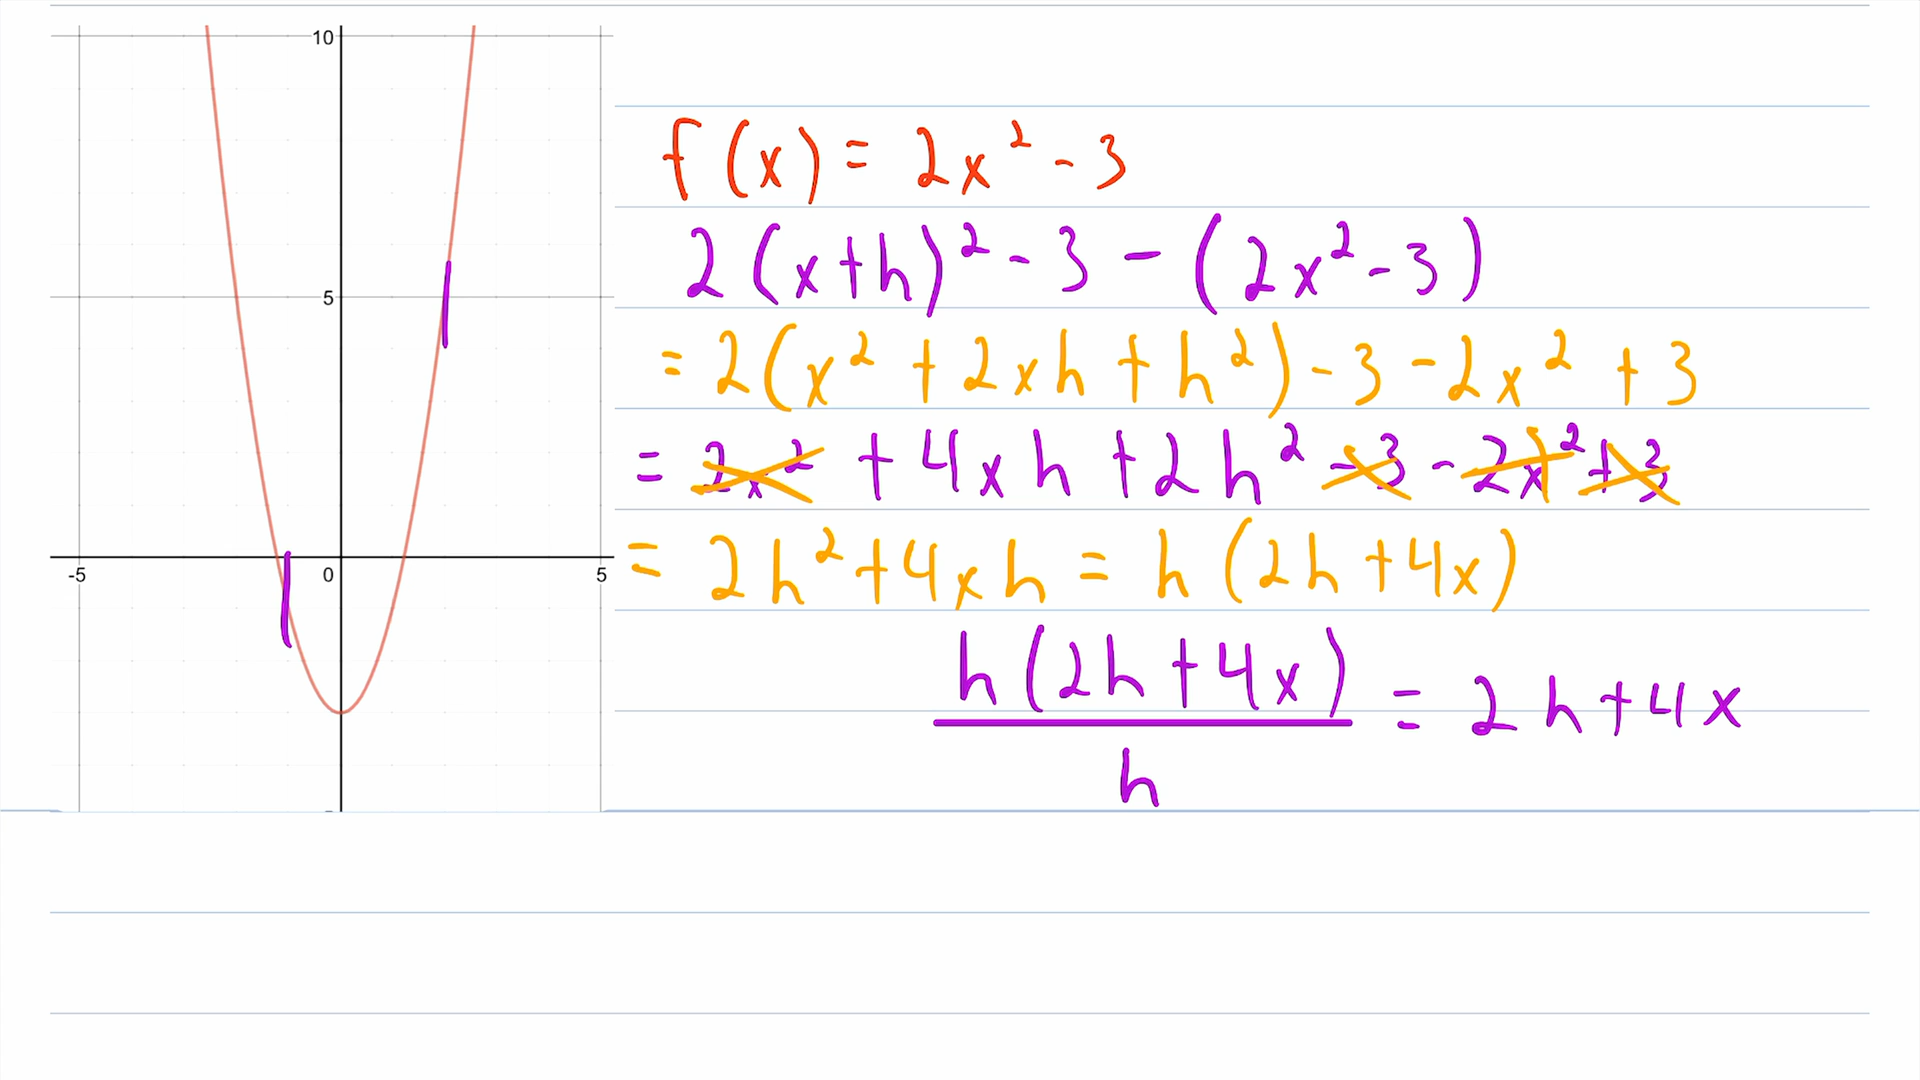 10
5
-5
0
5
f(x) = 2x² - 3
2(x+h)² - 3 - (2x² - 3)
= 2(x² + 2xh + h²) - 3 - 2x² + 3
= 2x² + 4xh + 2h² - 3 - 2x² + 3
= 2h² + 4xh = h(2h + 4x)
h(2h + 4x)
= 2h + 4x
h